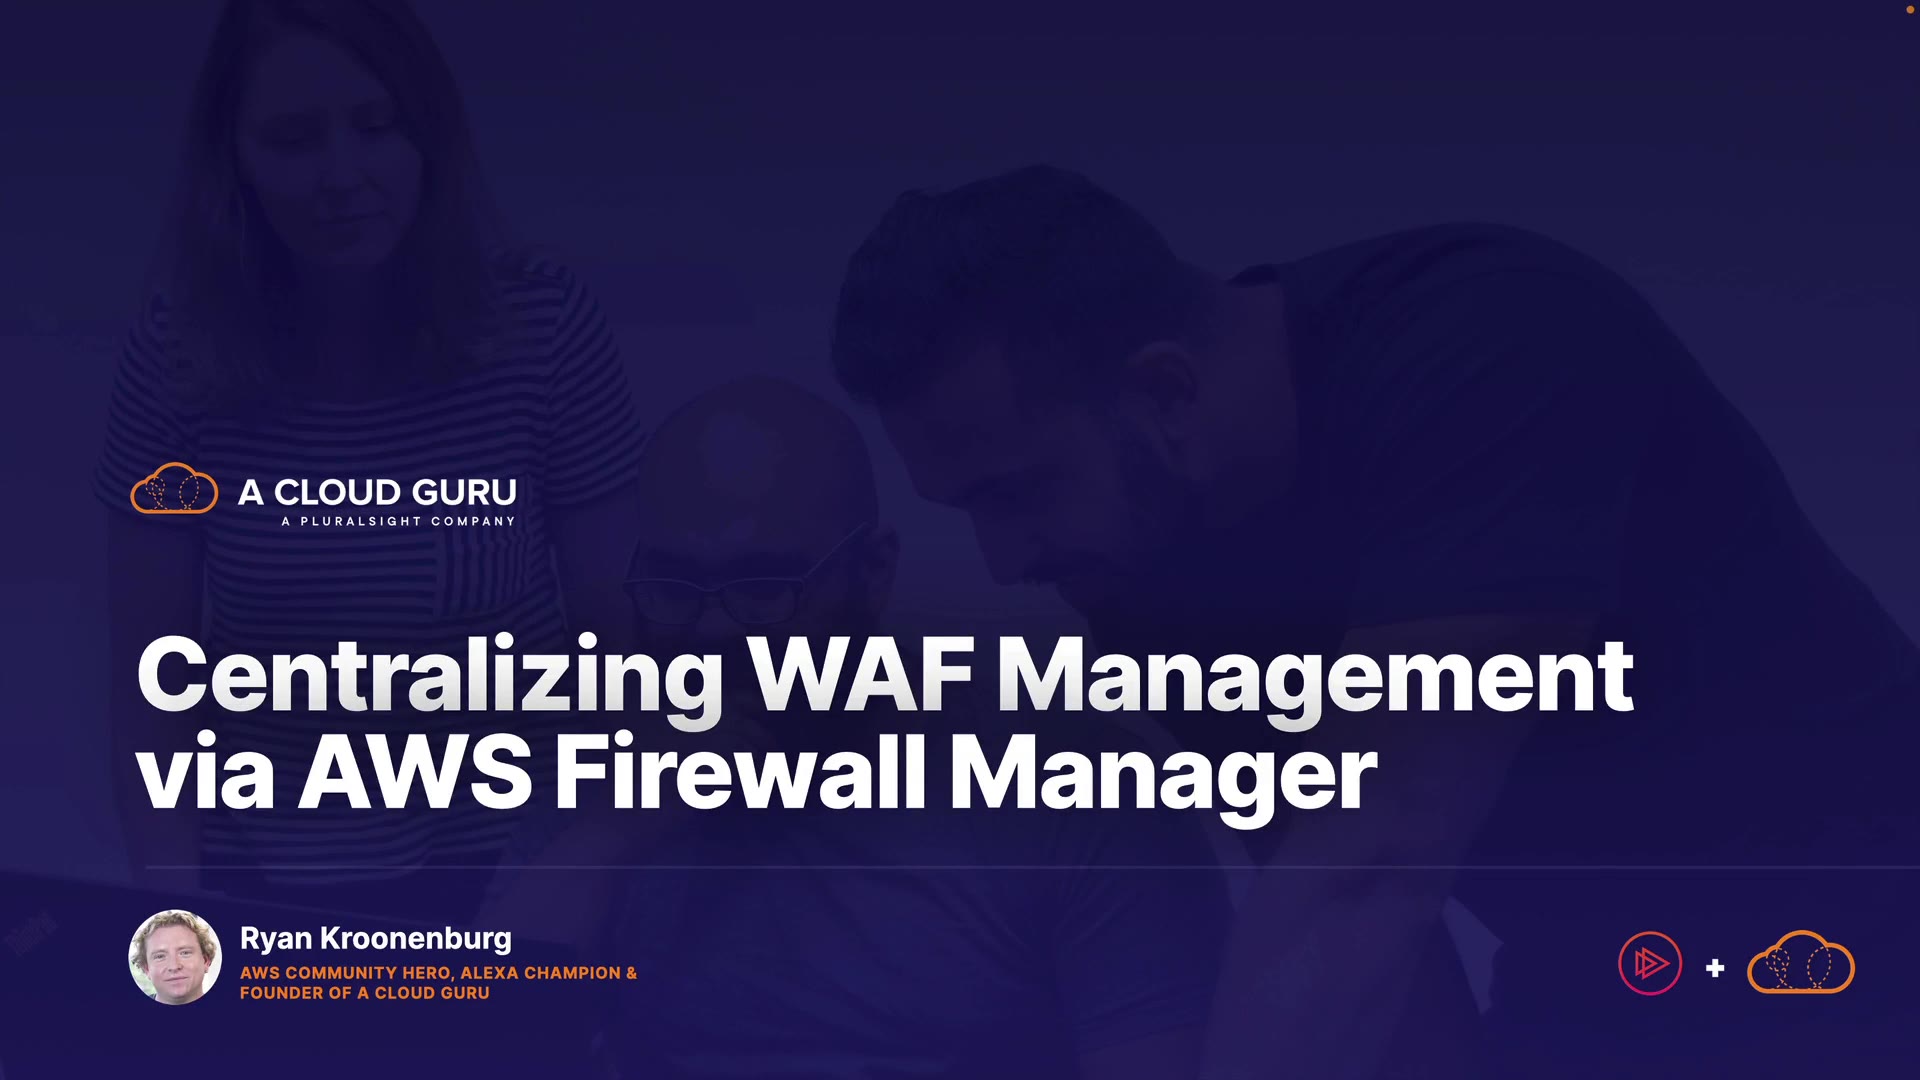 A CLOUD GURU
A PLURALSIGHT COMPANY
Centralizing WAF Management
via AWS Firewall Manager
Ryan Kroonenburg
AWS COMMUNITY HERO, ALEXA CHAMPION &
FOUNDER OF A CLOUD GURU
+